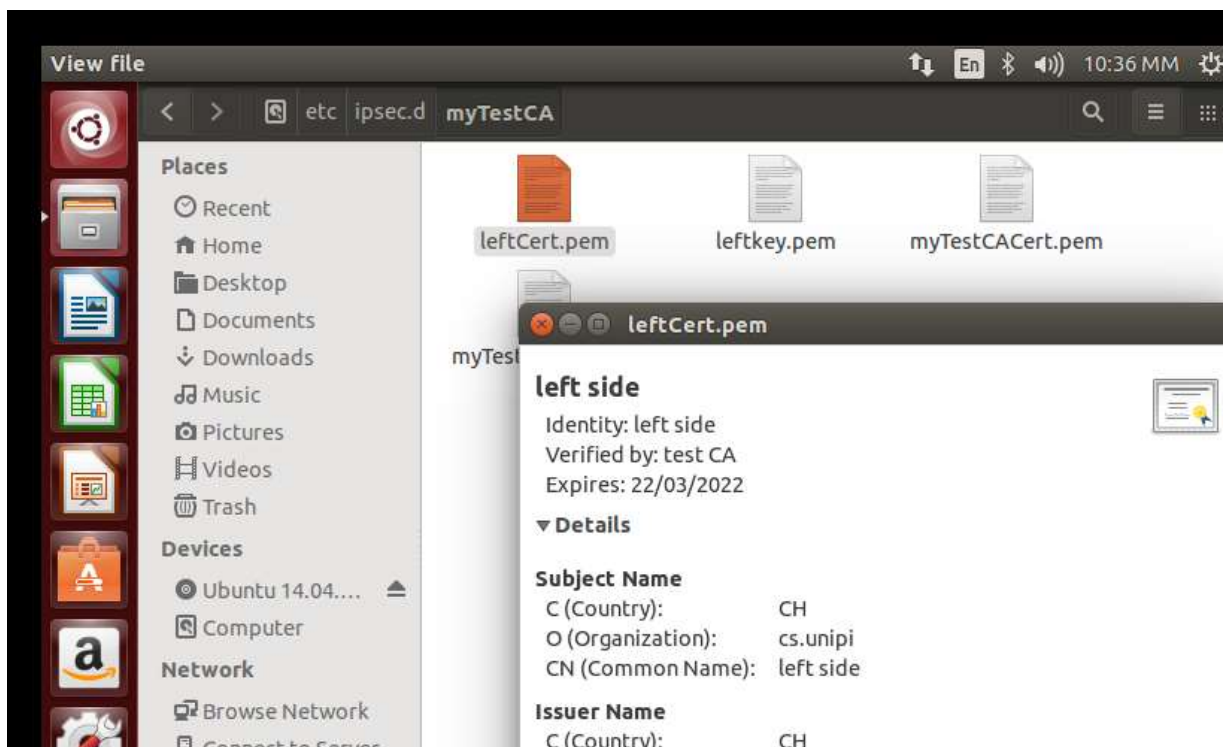 View file
En
10:36 MM
etc ipsec.d myTestCA
Places
Recent
Home
Desktop
Documents
Downloads
Music
Pictures
Videos
Trash
Devices
Ubuntu 14.04....
Computer
Network
Browse Network
Connect to Server
leftCert.pem
leftkey.pem
myTestCACert.pem
myTest
leftCert.pem
left side
Identity: left side
Verified by: test CA
Expires: 22/03/2022
Details
Subject Name
C (Country): CH
O (Organization): cs.unipi
CN (Common Name): left side
Issuer Name
C (Country): CH